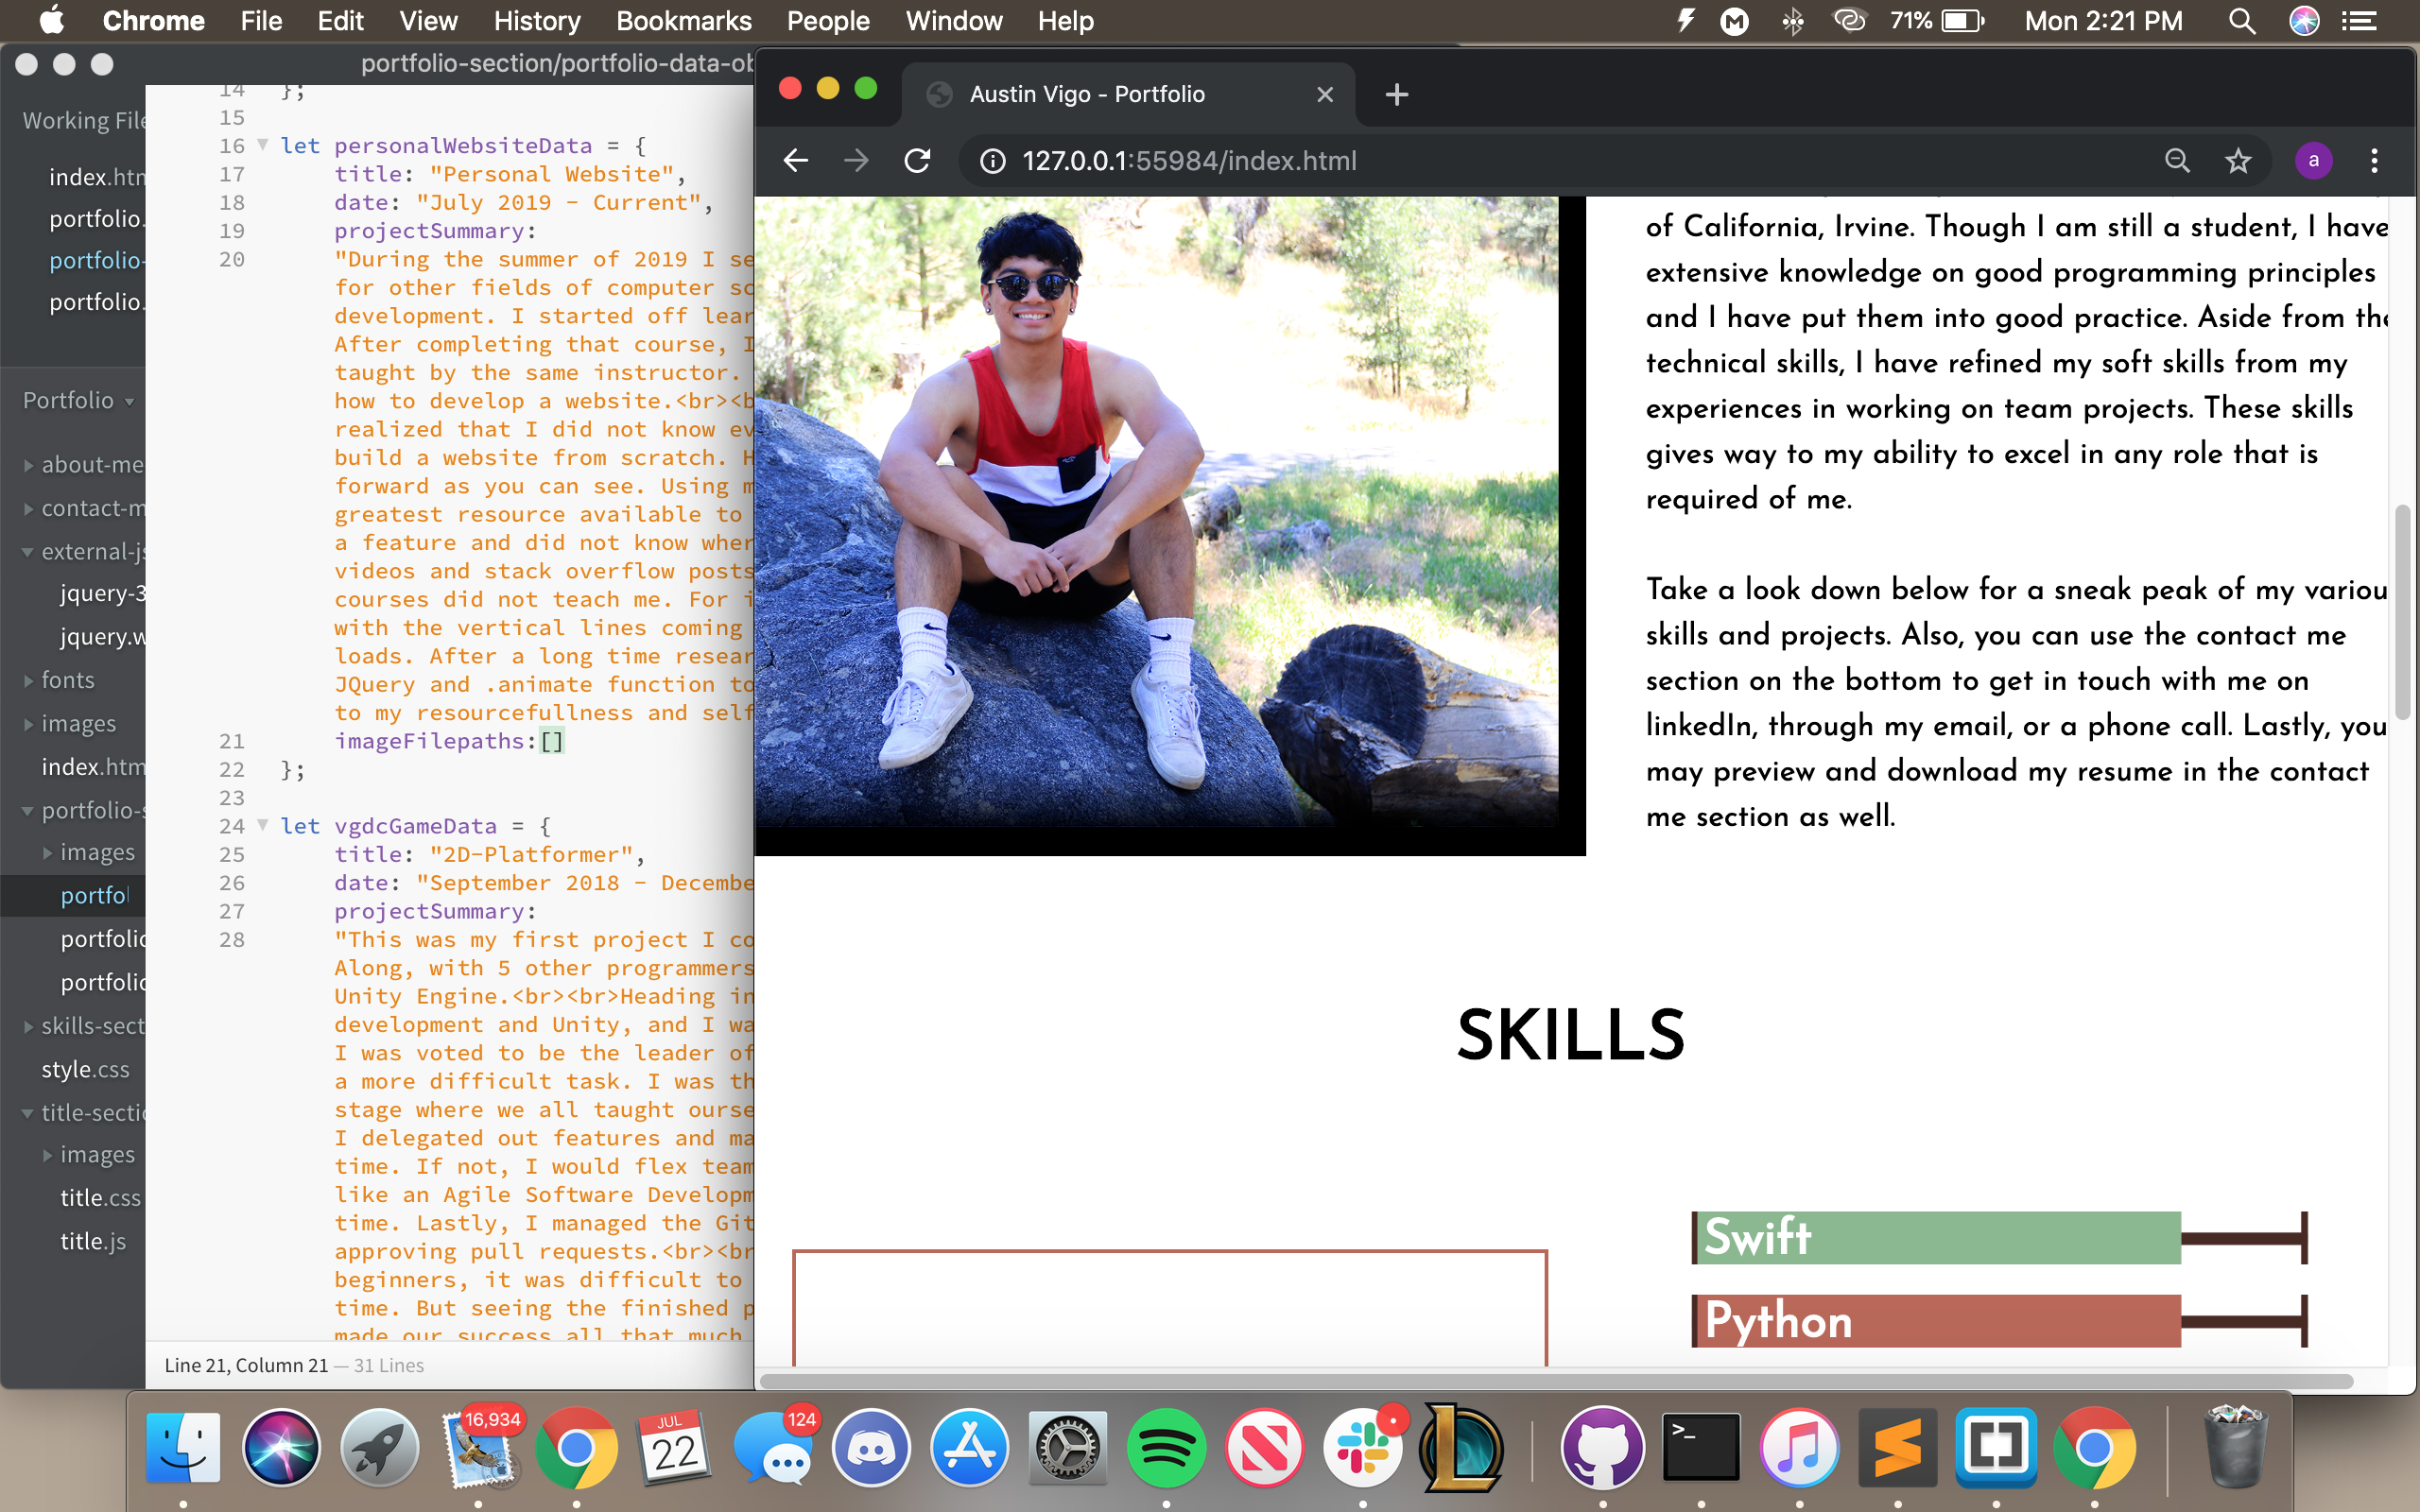 Chrome File Edit View History Bookmarks People Window Help
71% Mon 2:21 PM
portfolio-section/portfolio-data-ob
Working File
index.htm
portfolio.
portfolio-
portfolio.
Portfolio
about-me
contact-m
external-js
jquery-3
jquery.w
fonts
images
index.htm
portfolio-s
images
portfol
portfolio
portfolio
skills-sect
style.css
title-sectio
images
title.css
title.js
14 };
15
16 let personalWebsiteData = {
17 title: "Personal Website",
18 date: "July 2019 - Current",
19 projectSummary:
20 "During the summer of 2019 I se
for other fields of computer sc
development. I started off lear
After completing that course, I
taught by the same instructor.
how to develop a website.<br><b
realized that I did not know ev
build a website from scratch. H
forward as you can see. Using m
greatest resource available to
a feature and did not know wher
videos and stack overflow posts
courses did not teach me. For i
with the vertical lines coming
loads. After a long time resear
JQuery and .animate function to
to my resourcefullness and self
21 imageFilepaths:[]
22 };
23
24 let vgdcGameData = {
25 title: "2D-Platformer",
26 date: "September 2018 - Decembe
27 projectSummary:
28 "This was my first project I co
Along, with 5 other programmers
Unity Engine.<br><br>Heading in
development and Unity, and I wa
I was voted to be the leader of
a more difficult task. I was th
stage where we all taught ourse
I delegated out features and ma
time. If not, I would flex team
like an Agile Software Developm
time. Lastly, I managed the Git
approving pull requests.<br><br
beginners, it was difficult to
time. But seeing the finished p
made our success all that much
Line 21, Column 21 — 31 Lines
Austin Vigo - Portfolio
127.0.0.1:55984/index.html
a
of California, Irvine. Though I am still a student, I have
extensive knowledge on good programming principles
and I have put them into good practice. Aside from the
technical skills, I have refined my soft skills from my
experiences in working on team projects. These skills
gives way to my ability to excel in any role that is
required of me.
Take a look down below for a sneak peak of my variou
skills and projects. Also, you can use the contact me
section on the bottom to get in touch with me on
linkedIn, through my email, or a phone call. Lastly, you
may preview and download my resume in the contact
me section as well.
SKILLS
Swift
Python
16,934
JUL
22
124